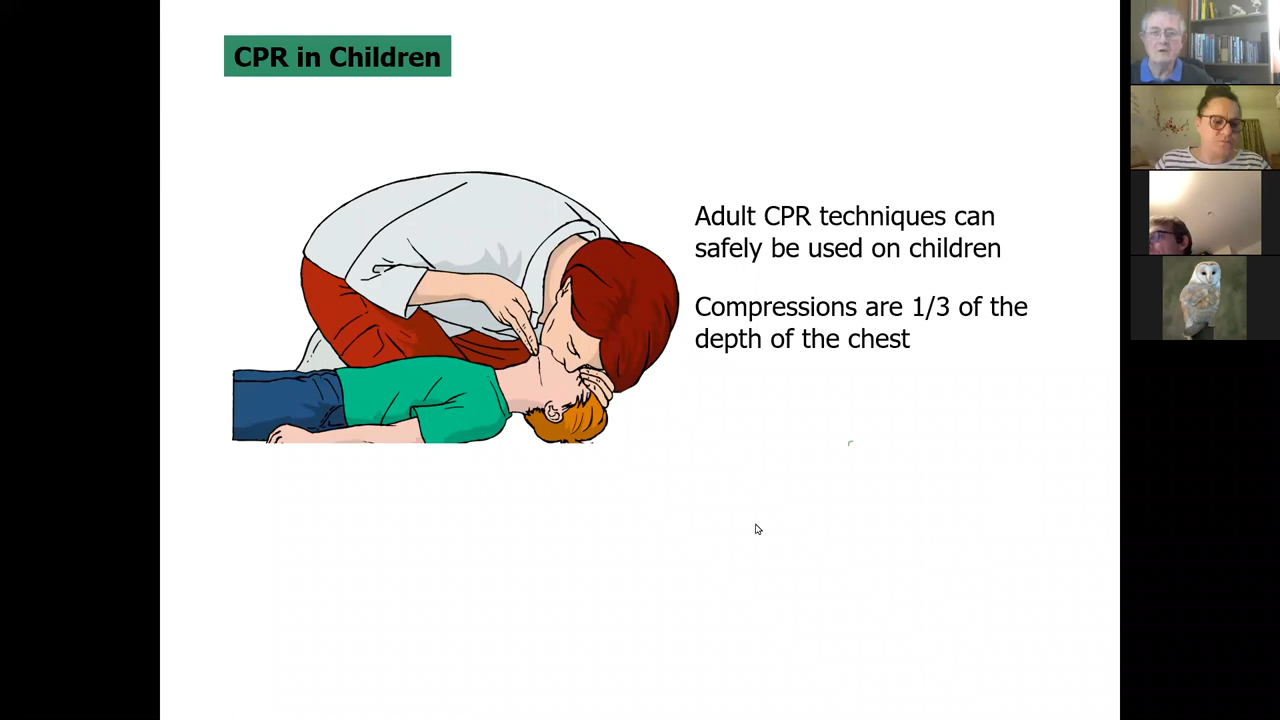 CPR in Children
Adult CPR techniques can
safely be used on children
Compressions are 1/3 of the
depth of the chest